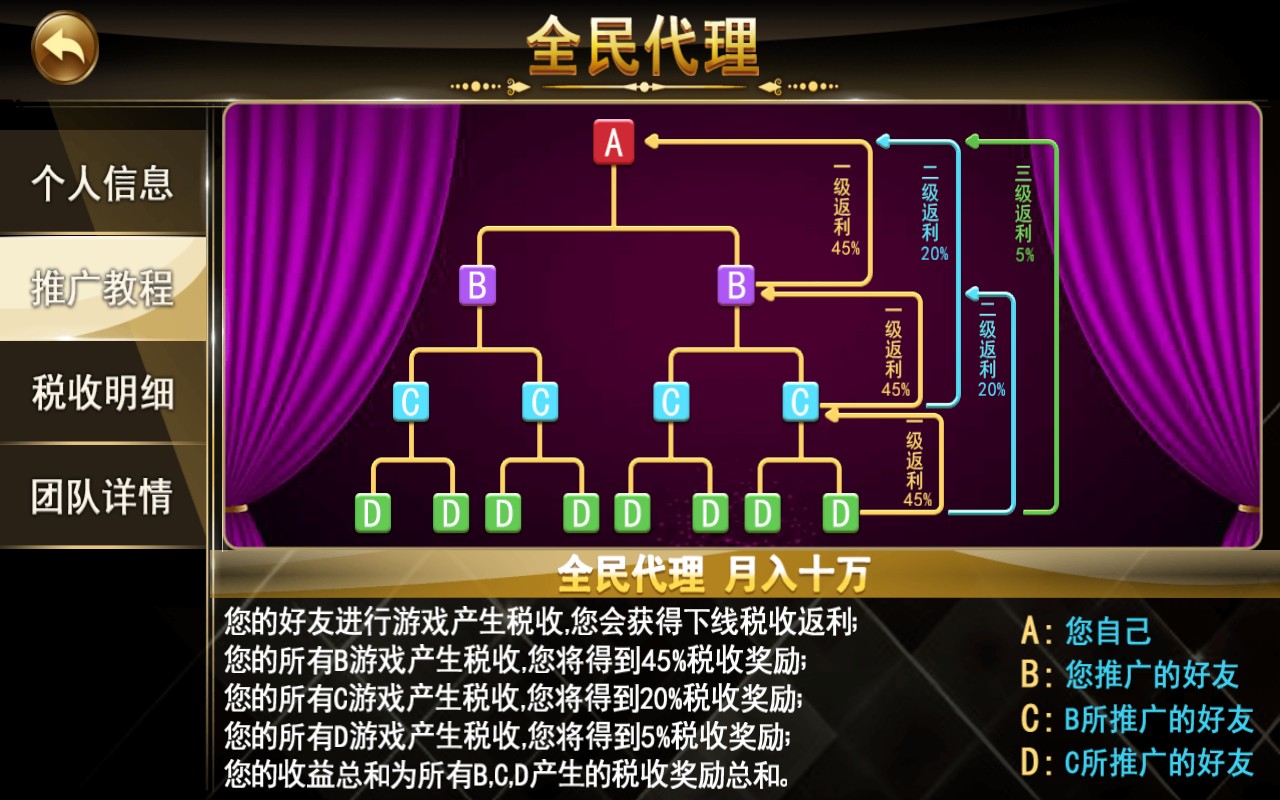 全民代理
个人信息
推广教程
税收明细
团队详情
A
一级返利45%
二级返利20%
三级返利5%
B B
一级返利45%
二级返利20%
C C C C
一级返利45%
D D D D D D D D
全民代理 月入十万
您的好友进行游戏产生税收,您会获得下线税收返利;
您的所有B游戏产生税收,您将得到45%税收奖励;
您的所有C游戏产生税收,您将得到20%税收奖励;
您的所有D游戏产生税收,您将得到5%税收奖励;
您的收益总和为所有B,C,D产生的税收奖励总和。
A: 您自己
B: 您推广的好友
C: B所推广的好友
D: C所推广的好友